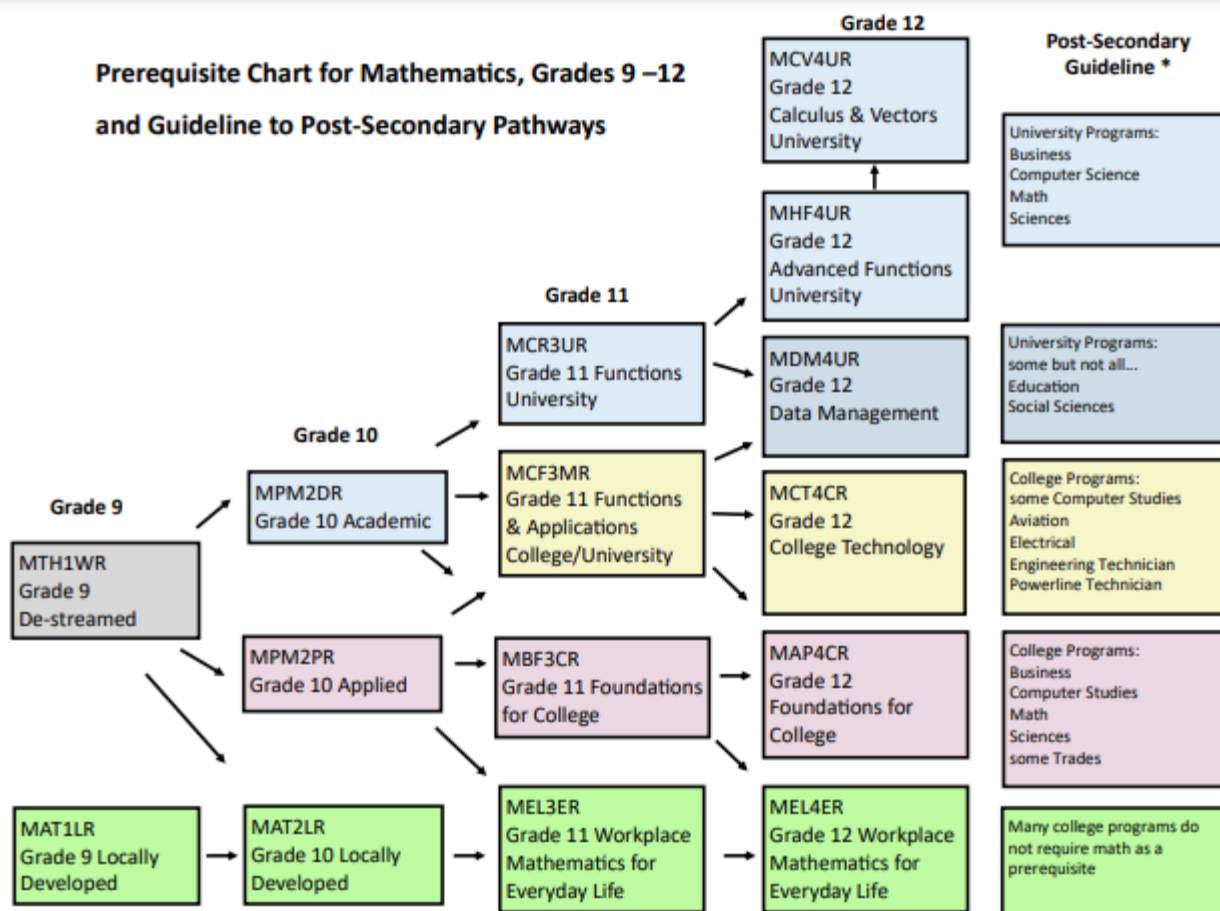 Prerequisite Chart for Mathematics, Grades 9 –12
and Guideline to Post-Secondary Pathways
Grade 9
MTH1WR
Grade 9
De-streamed
MAT1LR
Grade 9 Locally
Developed
Grade 10
MPM2DR
Grade 10 Academic
MPM2PR
Grade 10 Applied
MAT2LR
Grade 10 Locally
Developed
Grade 11
MCR3UR
Grade 11 Functions
University
MCF3MR
Grade 11 Functions
& Applications
College/University
MBF3CR
Grade 11 Foundations
for College
MEL3ER
Grade 11 Workplace
Mathematics for
Everyday Life
Grade 12
MCV4UR
Grade 12
Calculus & Vectors
University
MHF4UR
Grade 12
Advanced Functions
University
MDM4UR
Grade 12
Data Management
MCT4CR
Grade 12
College Technology
MAP4CR
Grade 12
Foundations for
College
MEL4ER
Grade 12 Workplace
Mathematics for
Everyday Life
Post-Secondary
Guideline *
University Programs:
Business
Computer Science
Math
Sciences
University Programs:
some but not all...
Education
Social Sciences
College Programs:
some Computer Studies
Aviation
Electrical
Engineering Technician
Powerline Technician
College Programs:
Business
Computer Studies
Math
Sciences
some Trades
Many college programs do
not require math as a
prerequisite